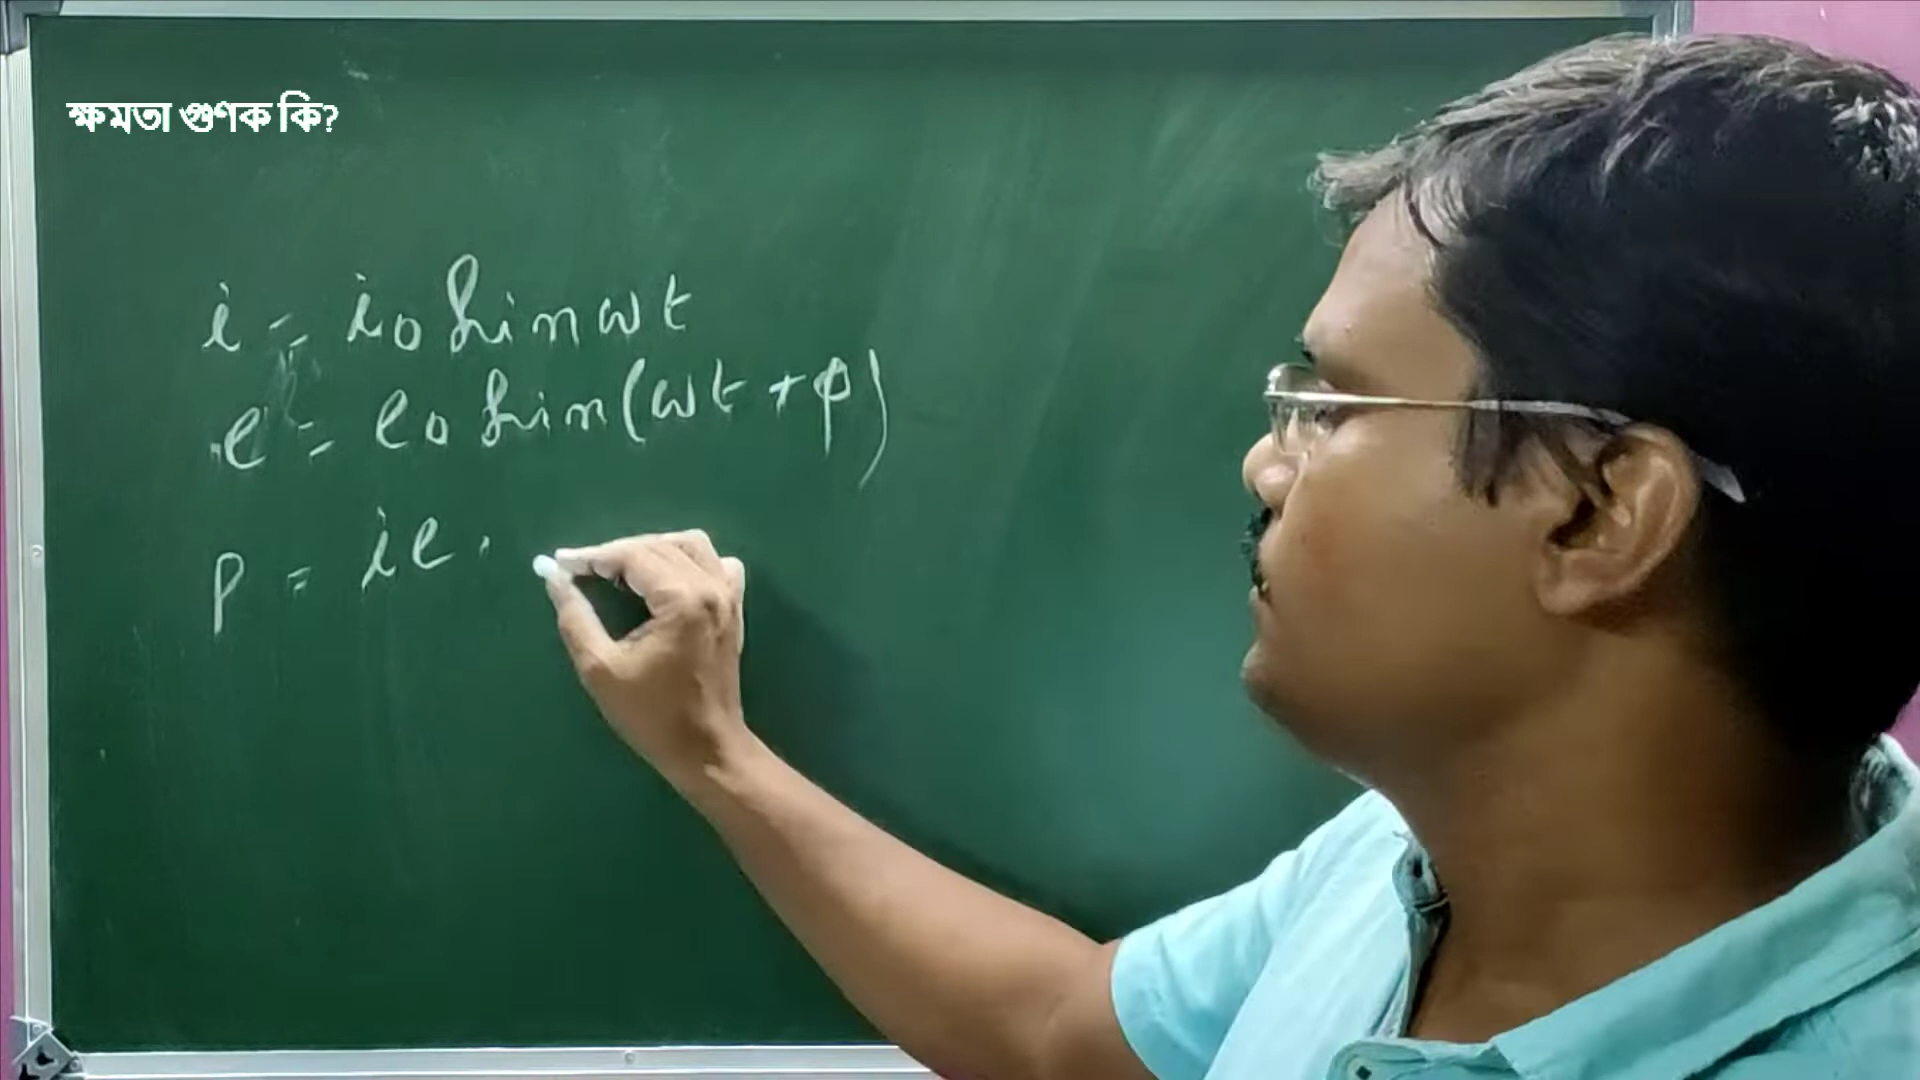 ক্ষমতা গুণক কি?
i = i₀ sin ωt
e = e₀ sin(ωt + φ)
P = ie.